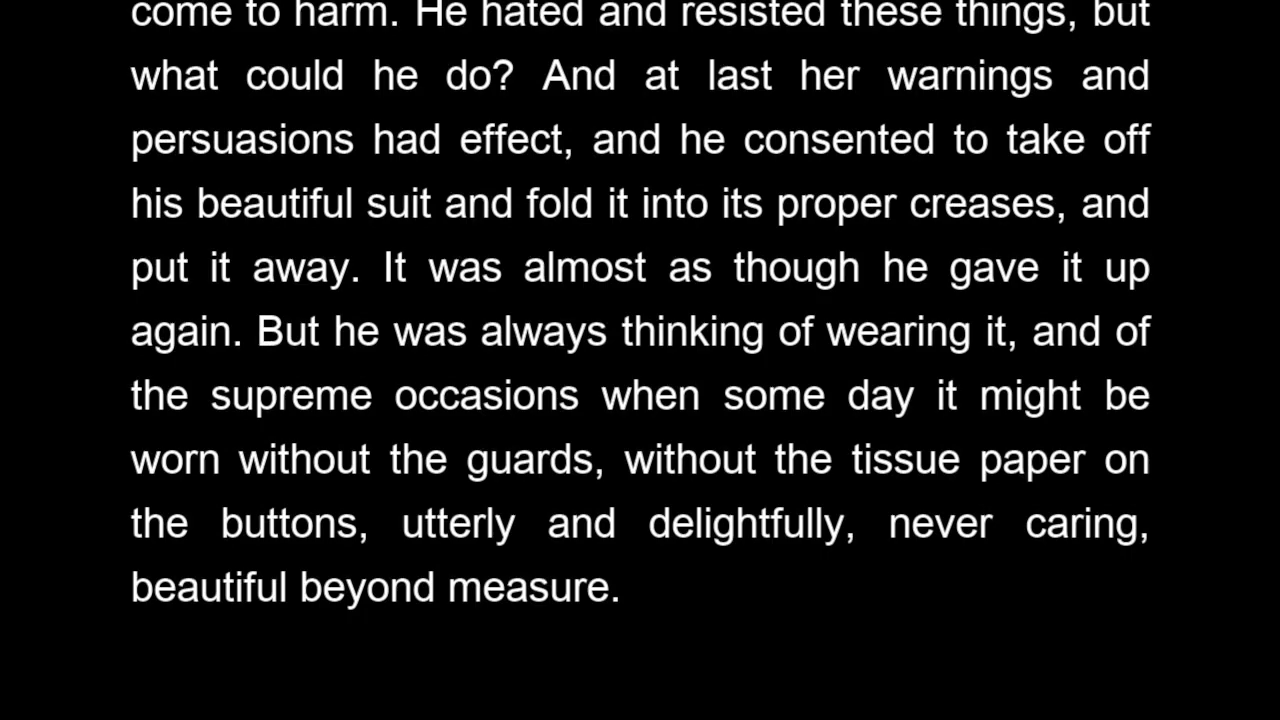 come to harm. He hated and resisted these things, but
what could he do? And at last her warnings and
persuasions had effect, and he consented to take off
his beautiful suit and fold it into its proper creases, and
put it away. It was almost as though he gave it up
again. But he was always thinking of wearing it, and of
the supreme occasions when some day it might be
worn without the guards, without the tissue paper on
the buttons, utterly and delightfully, never caring,
beautiful beyond measure.